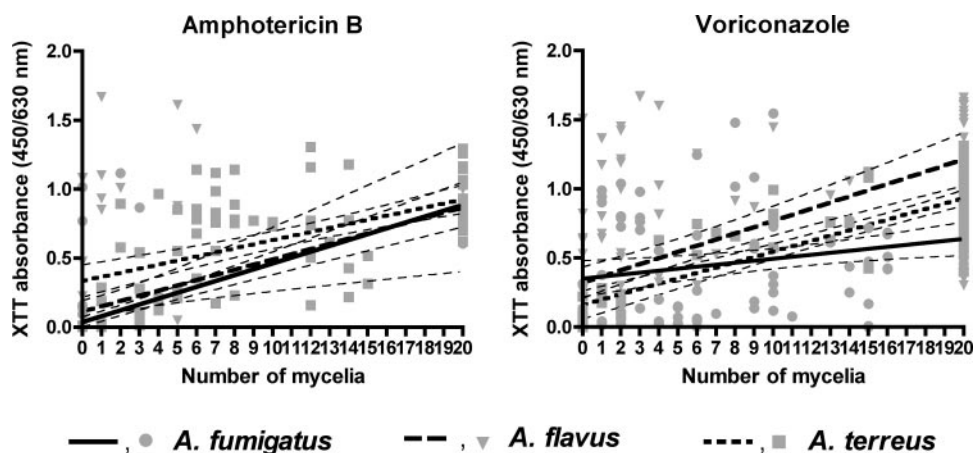 Amphotericin B
XTT absorbance (450/630 nm)
2.0
1.5
1.0
0.5
0.0
0 1 2 3 4 5 6 7 8 9 10 11 12 13 14 15 16 17 18 19 20
Number of mycelia
Voriconazole
XTT absorbance (450/630 nm)
2.0
1.5
1.0
0.5
0.0
0 1 2 3 4 5 6 7 8 9 10 11 12 13 14 15 16 17 18 19 20
Number of mycelia
, A. fumigatus , A. flavus , A. terreus